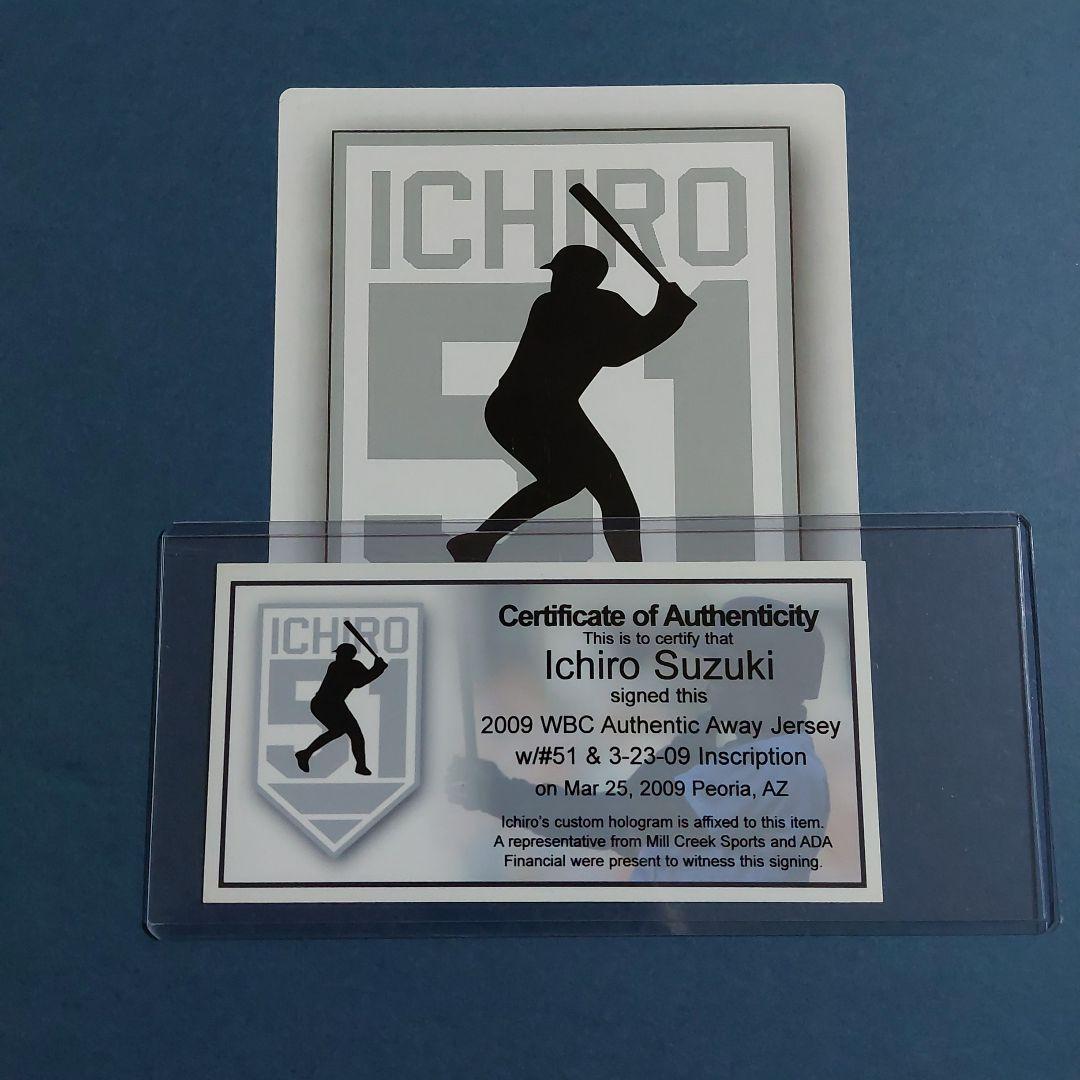 ICHIRO
51
ICHIRO
51
Certificate of Authenticity
This is to certify that
Ichiro Suzuki
signed this
2009 WBC Authentic Away Jersey
w/#51 & 3-23-09 Inscription
on Mar 25, 2009 Peoria, AZ
Ichiro's custom hologram is affixed to this item.
A representative from Mill Creek Sports and ADA
Financial were present to witness this signing.